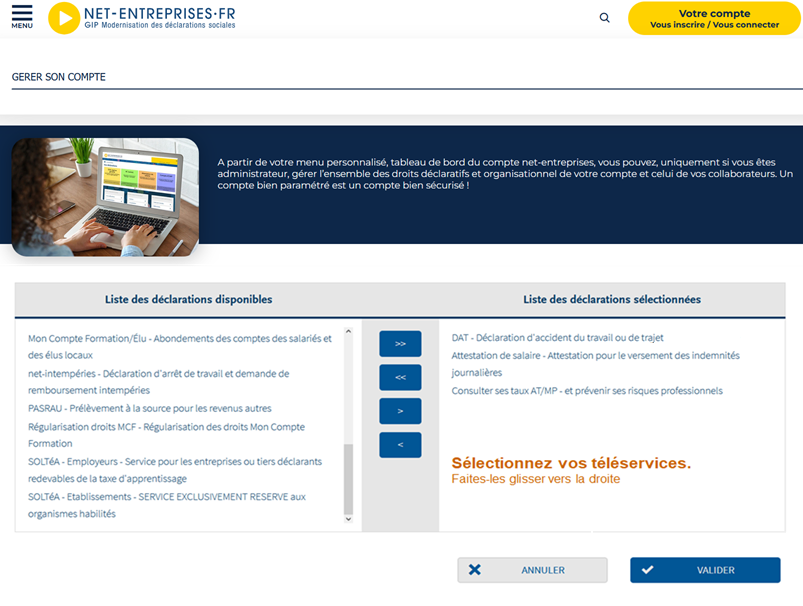 MENU
NET-ENTREPRISES·FR
GIP Modernisation des déclarations sociales
Votre compte
Vous inscrire / Vous connecter
GERER SON COMPTE
A partir de votre menu personnalisé, tableau de bord du compte net-entreprises, vous pouvez, uniquement si vous êtes
administrateur, gérer l'ensemble des droits déclaratifs et organisationnel de votre compte et celui de vos collaborateurs. Un
compte bien paramétré est un compte bien sécurisé !
Liste des déclarations disponibles
Mon Compte Formation/Élu - Abondements des comptes des salariés et
des élus locaux
net-intempéries - Déclaration d'arrêt de travail et demande de
remboursement intempéries
PASRAU - Prélèvement à la source pour les revenus autres
Régularisation droits MCF - Régularisation des droits Mon Compte
Formation
SOLTéA - Employeurs - Service pour les entreprises ou tiers déclarants
redevables de la taxe d'apprentissage
SOLTéA - Etablissements - SERVICE EXCLUSIVEMENT RESERVE aux
organismes habilités
>>
<<
>
<
Liste des déclarations sélectionnées
DAT - Déclaration d'accident du travail ou de trajet
Attestation de salaire - Attestation pour le versement des indemnités
journalières
Consulter ses taux AT/MP - et prévenir ses risques professionnels
Sélectionnez vos téléservices.
Faites-les glisser vers la droite
ANNULER
VALIDER